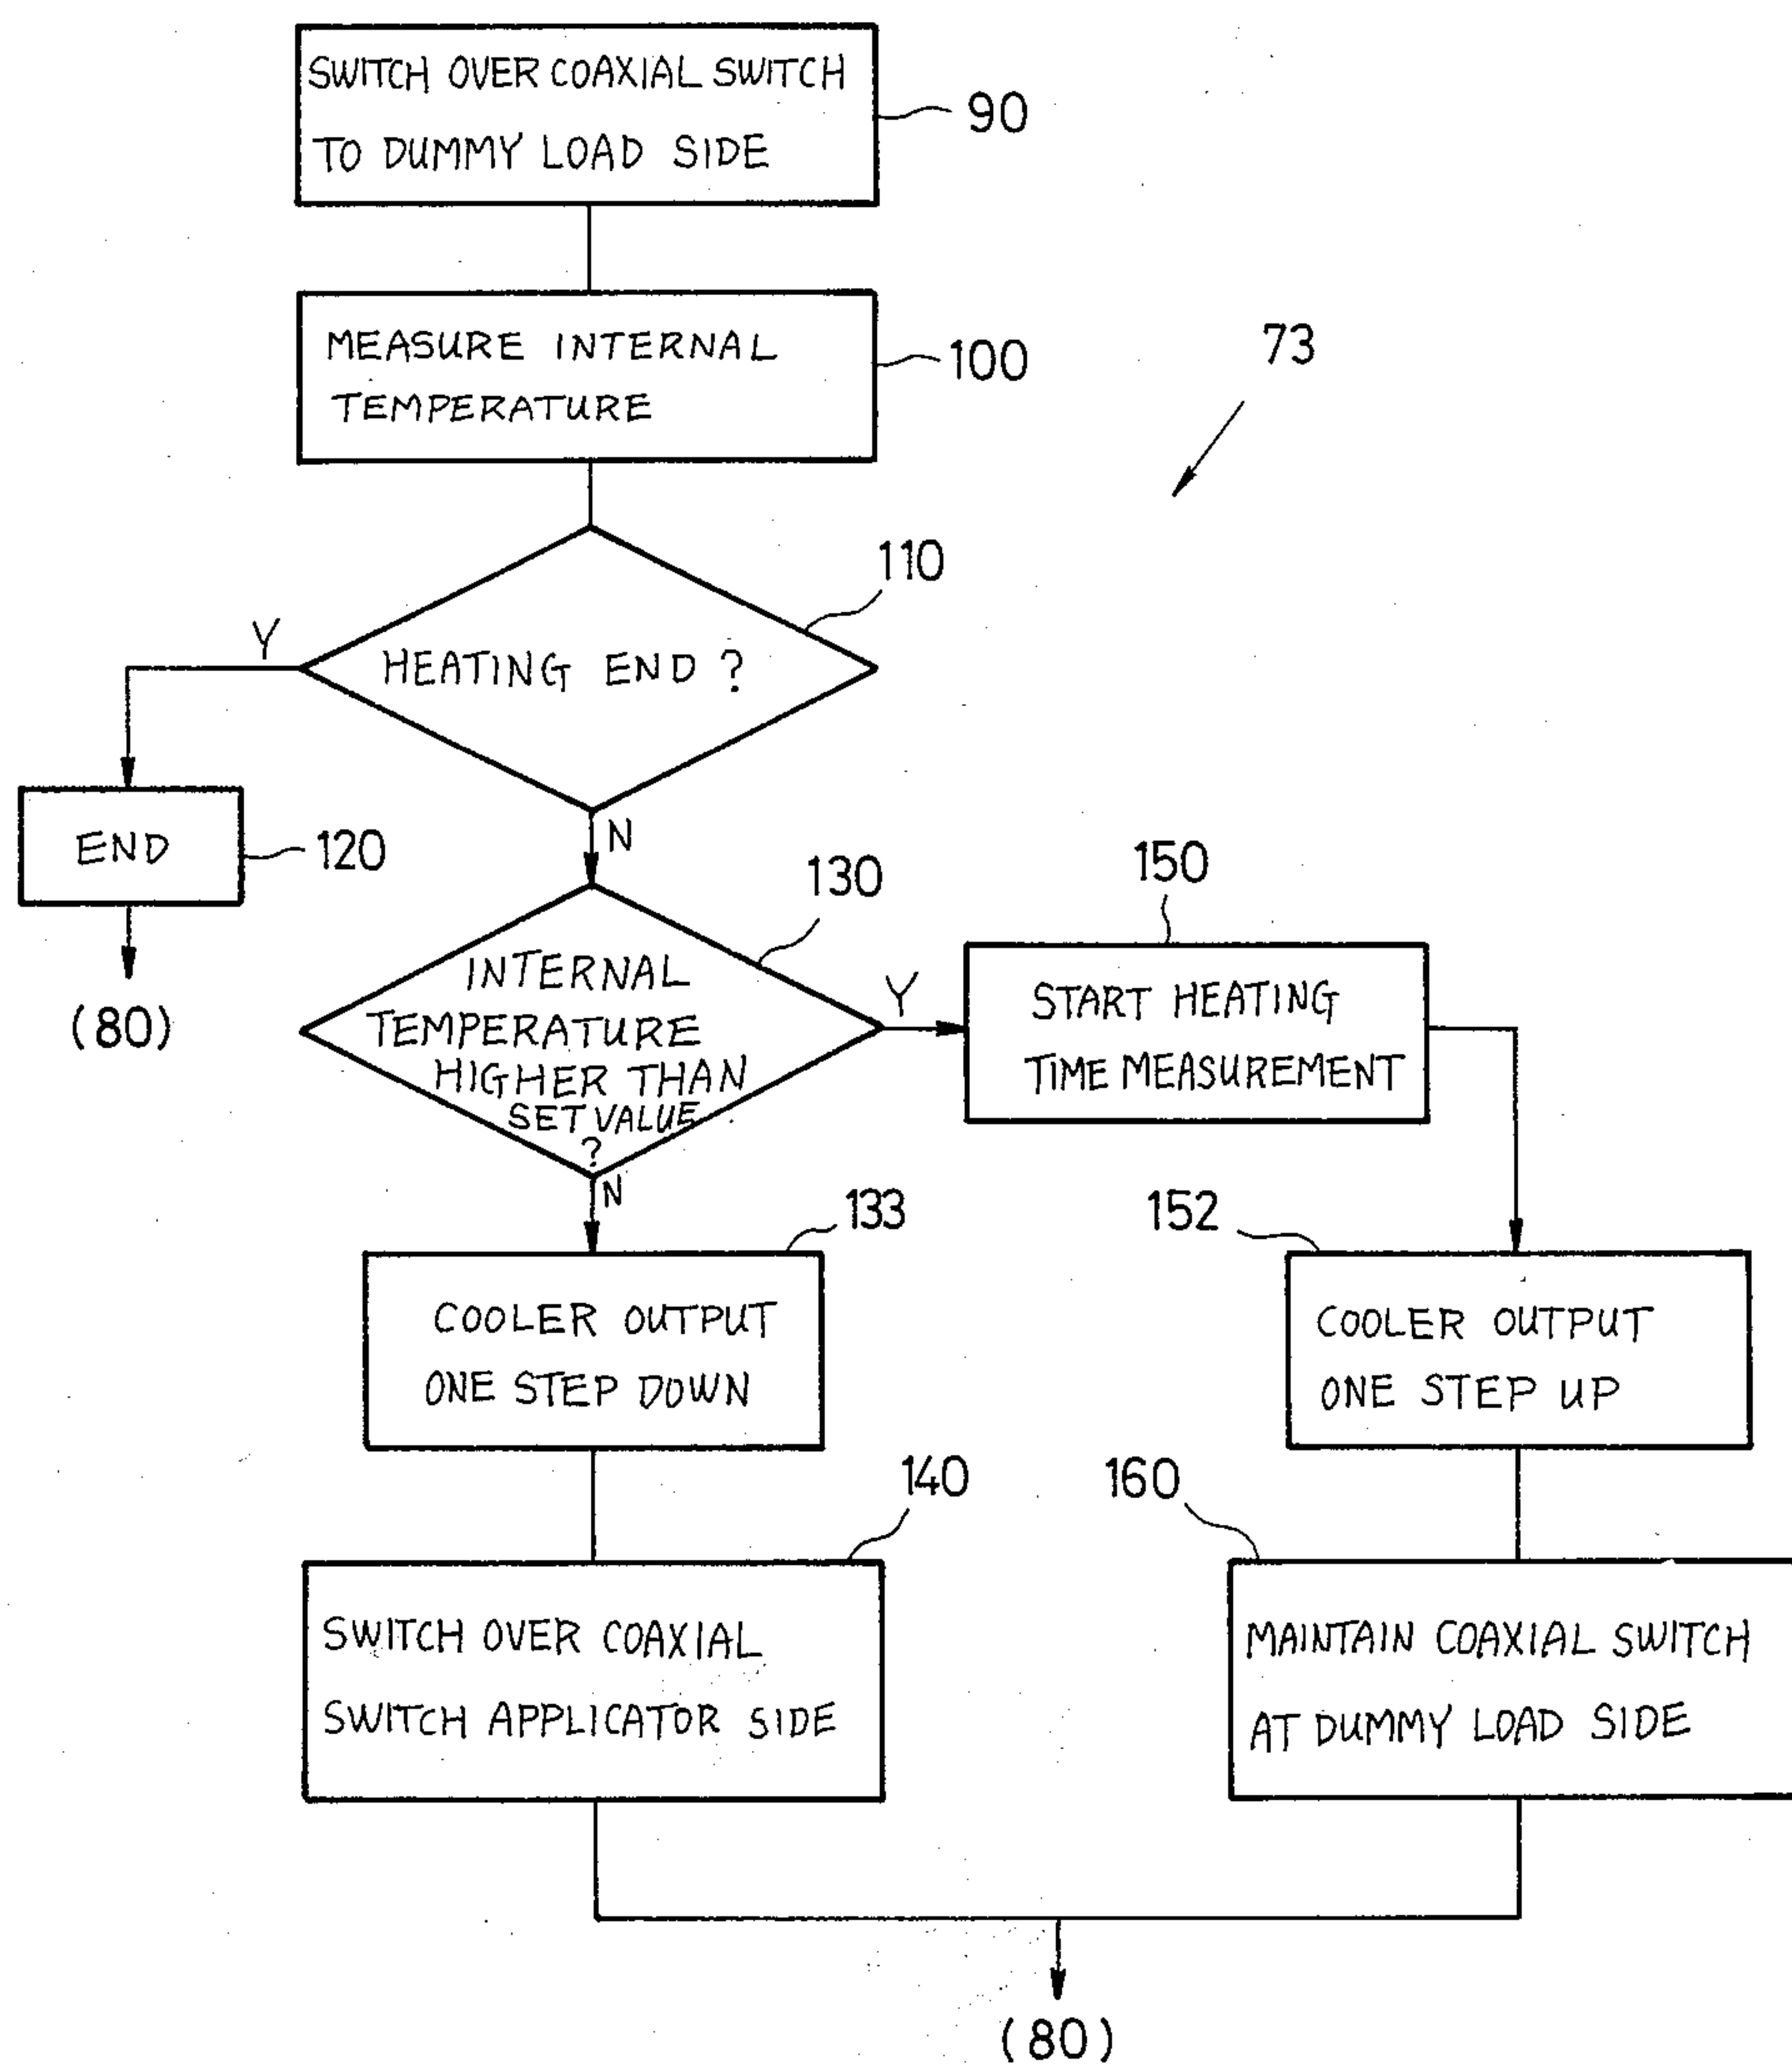 SWITCH OVER COAXIAL SWITCH
TO DUMMY LOAD SIDE
90
MEASURE INTERNAL
TEMPERATURE
100
73
110
HEATING END ?
Y
N
END
120
(80)
130
INTERNAL
TEMPERATURE
HIGHER THAN
SET VALUE
?
Y
N
150
START HEATING
TIME MEASUREMENT
133
COOLER OUTPUT
ONE STEP DOWN
152
COOLER OUTPUT
ONE STEP UP
140
SWITCH OVER COAXIAL
SWITCH APPLICATOR SIDE
160
MAINTAIN COAXIAL SWITCH
AT DUMMY LOAD SIDE
(80)